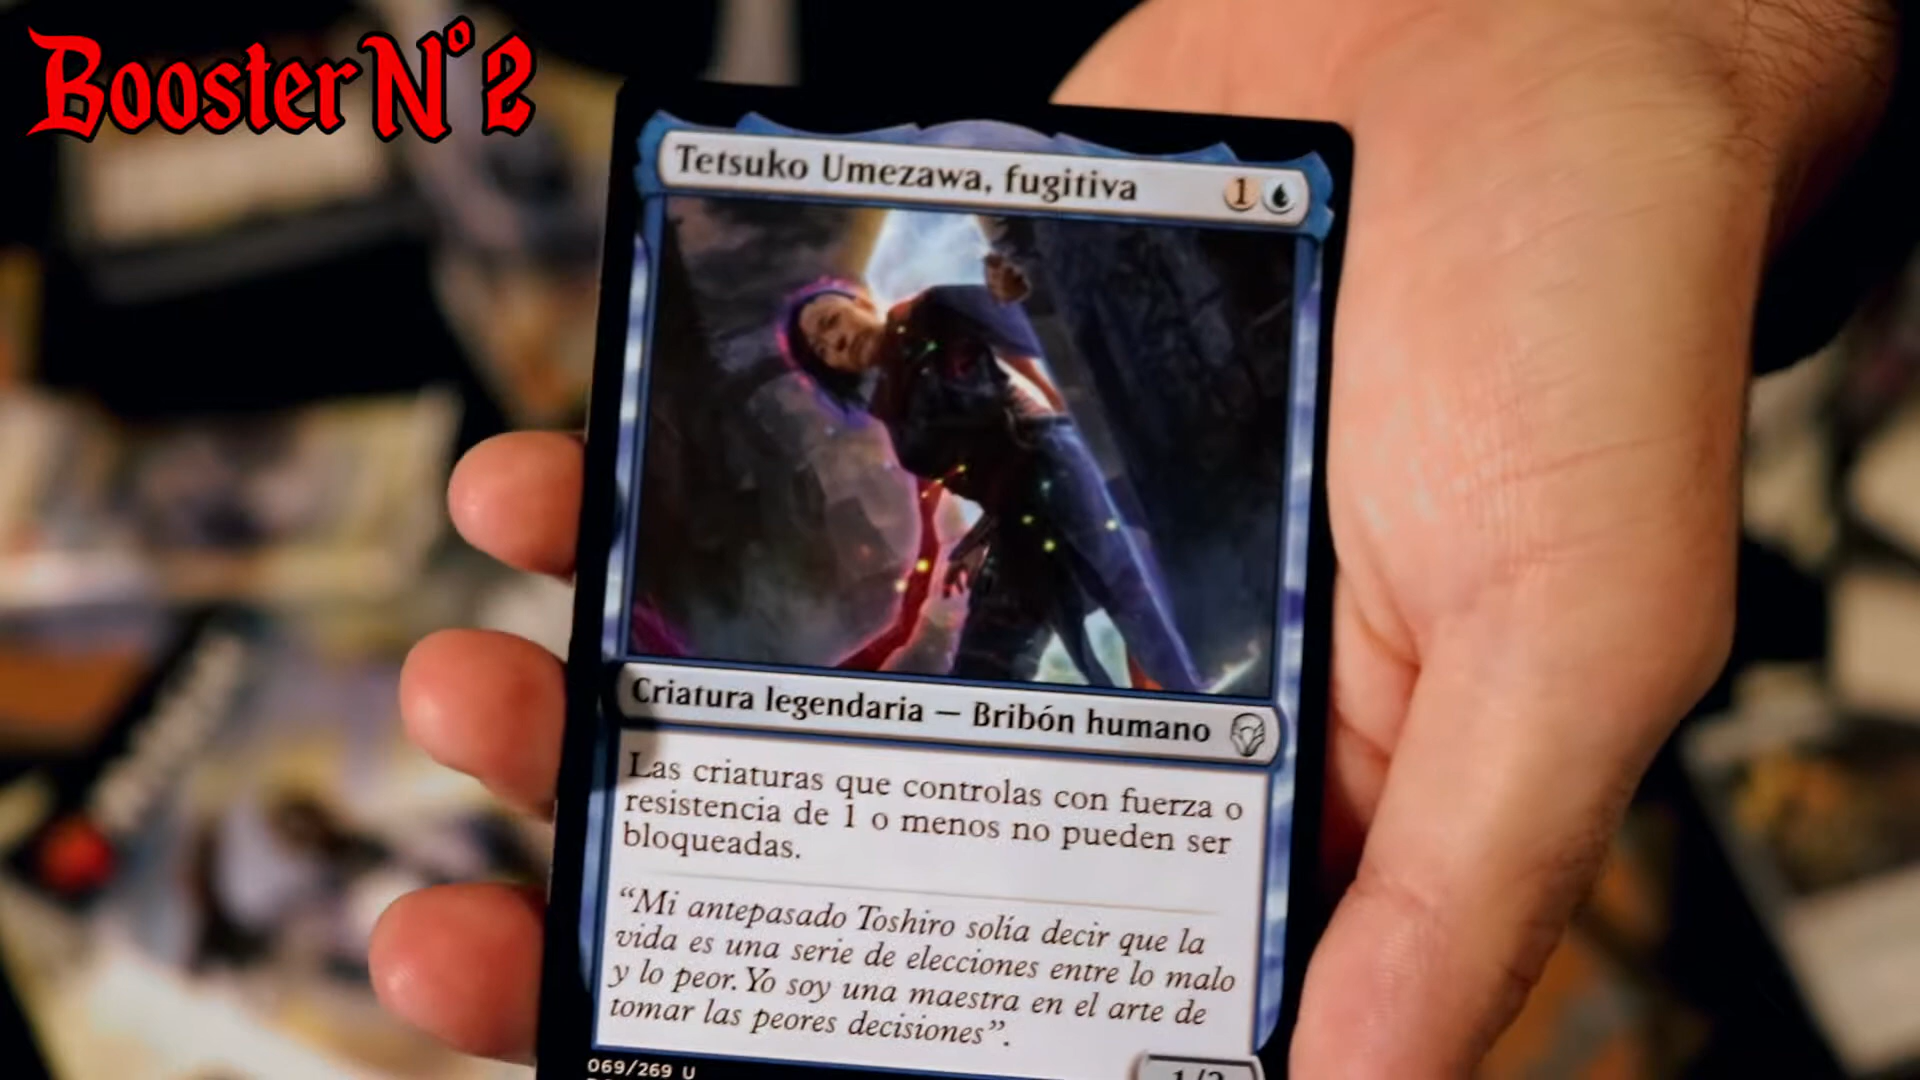 Booster Nº 2
Tetsuko Umezawa, fugitiva
1
Criatura legendaria — Bribón humano
Las criaturas que controlas con fuerza o
resistencia de 1 o menos no pueden ser
bloqueadas.
“Mi antepasado Toshiro solía decir que la
vida es una serie de elecciones entre lo malo
y lo peor. Yo soy una maestra en el arte de
tomar las peores decisiones”.
069/269 U